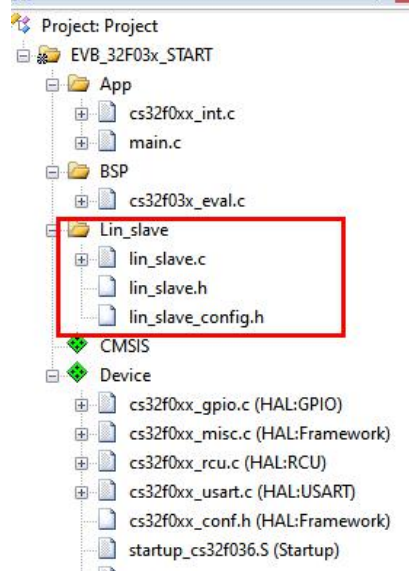 Project: Project
EVB_32F03x_START
App
cs32f0xx_int.c
main.c
BSP
cs32f03x_eval.c
Lin_slave
lin_slave.c
lin_slave.h
lin_slave_config.h
CMSIS
Device
cs32f0xx_gpio.c (HAL:GPIO)
cs32f0xx_misc.c (HAL:Framework)
cs32f0xx_rcu.c (HAL:RCU)
cs32f0xx_usart.c (HAL:USART)
cs32f0xx_conf.h (HAL:Framework)
startup_cs32f036.S (Startup)